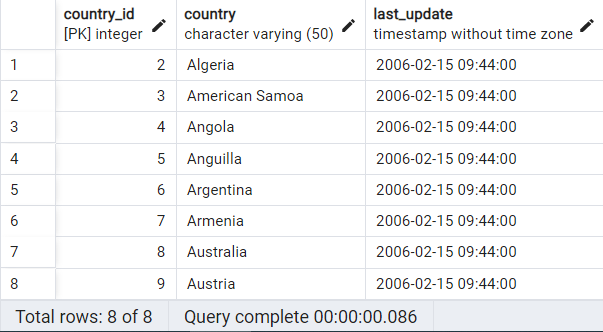 country_id country last_update
[PK] integer character varying (50) timestamp without time zone
1 2 Algeria 2006-02-15 09:44:00
2 3 American Samoa 2006-02-15 09:44:00
3 4 Angola 2006-02-15 09:44:00
4 5 Anguilla 2006-02-15 09:44:00
5 6 Argentina 2006-02-15 09:44:00
6 7 Armenia 2006-02-15 09:44:00
7 8 Australia 2006-02-15 09:44:00
8 9 Austria 2006-02-15 09:44:00
Total rows: 8 of 8 Query complete 00:00:00.086